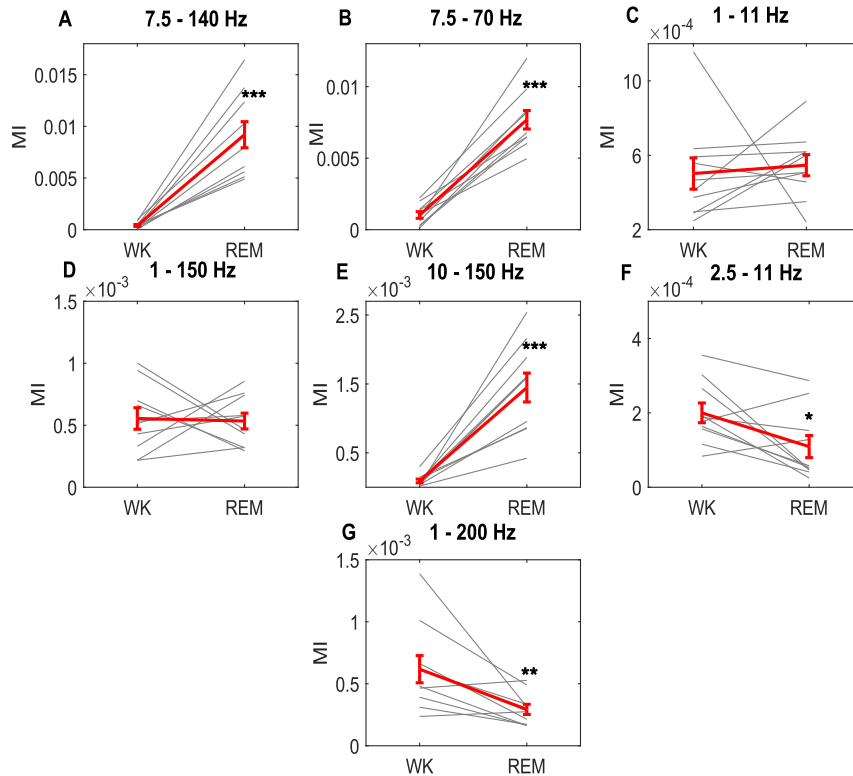 A 7.5 - 140 Hz
0.015
0.01
0.005
0
MI
***
WK REM
B 7.5 - 70 Hz
0.01
0.005
0
MI
***
WK REM
C 1 - 11 Hz
×10-4
10
6
2
MI
WK REM
D 1 - 150 Hz
×10-3
1.5
1
0.5
0
MI
WK REM
E 10 - 150 Hz
×10-3
2.5
1.5
0.5
MI
***
WK REM
F 2.5 - 11 Hz
×10-4
4
2
0
MI
*
WK REM
G 1 - 200 Hz
×10-3
1.5
1
0.5
0
MI
**
WK REM